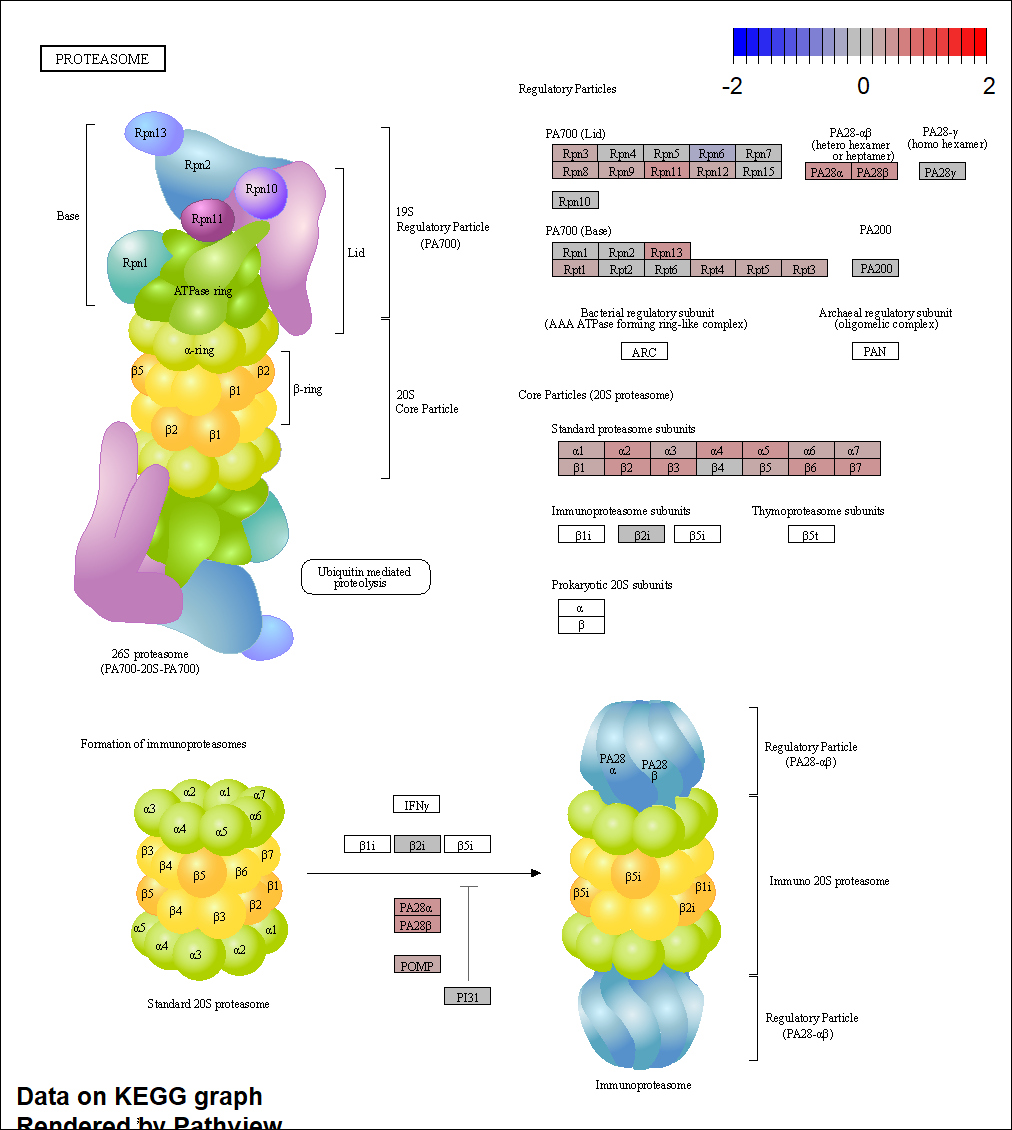 PROTEASOME
-2 0 2
Regulatory Particles
PA700 (Lid)
Rpn3 Rpn4 Rpn5 Rpn6 Rpn7
Rpn8 Rpn9 Rpn11 Rpn12 Rpn15
Rpn10
PA28-αβ
(hetero hexamer
or heptamer)
PA28α PA28β
PA28-γ
(homo hexamer)
PA28γ
PA700 (Base)
Rpn1 Rpn2 Rpn13
Rpt1 Rpt2 Rpt6 Rpt4 Rpt5 Rpt3
PA200
PA200
Bacterial regulatory subunit
(AAA ATPase forming ring-like complex)
ARC
Archaeal regulatory subunit
(oligomelic complex)
PAN
Rpn13
Rpn2
Rpn10
Rpn11
Rpn1
ATPase ring
Base
Lid
19S
Regulatory Particle
(PA700)
α-ring
β5
β2
β1
β2
β1
β-ring
20S
Core Particle
Core Particles (20S proteasome)
Standard proteasome subunits
α1 α2 α3 α4 α5 α6 α7
β1 β2 β3 β4 β5 β6 β7
Immunoproteasome subunits
β1i β2i β5i
Thymoproteasome subunits
β5t
Prokaryotic 20S subunits
α
β
Ubiquitin mediated
proteolysis
26S proteasome
(PA700-20S-PA700)
Formation of immunoproteasomes
α3 α2 α1 α7
α4 α5 α6
β3 β4 β5 β6 β7
β5 β4 β3 β2 β1
α5 α4 α3 α2 α1
Standard 20S proteasome
IFNγ
β1i β2i β5i
PA28α
PA28β
POMP
PI31
PA28
α
PA28
β
β5i
β5i
β1i
β2i
Regulatory Particle
(PA28-αβ)
Immuno 20S proteasome
Regulatory Particle
(PA28-αβ)
Immunoproteasome
Data on KEGG graph
Rendered by Pathview